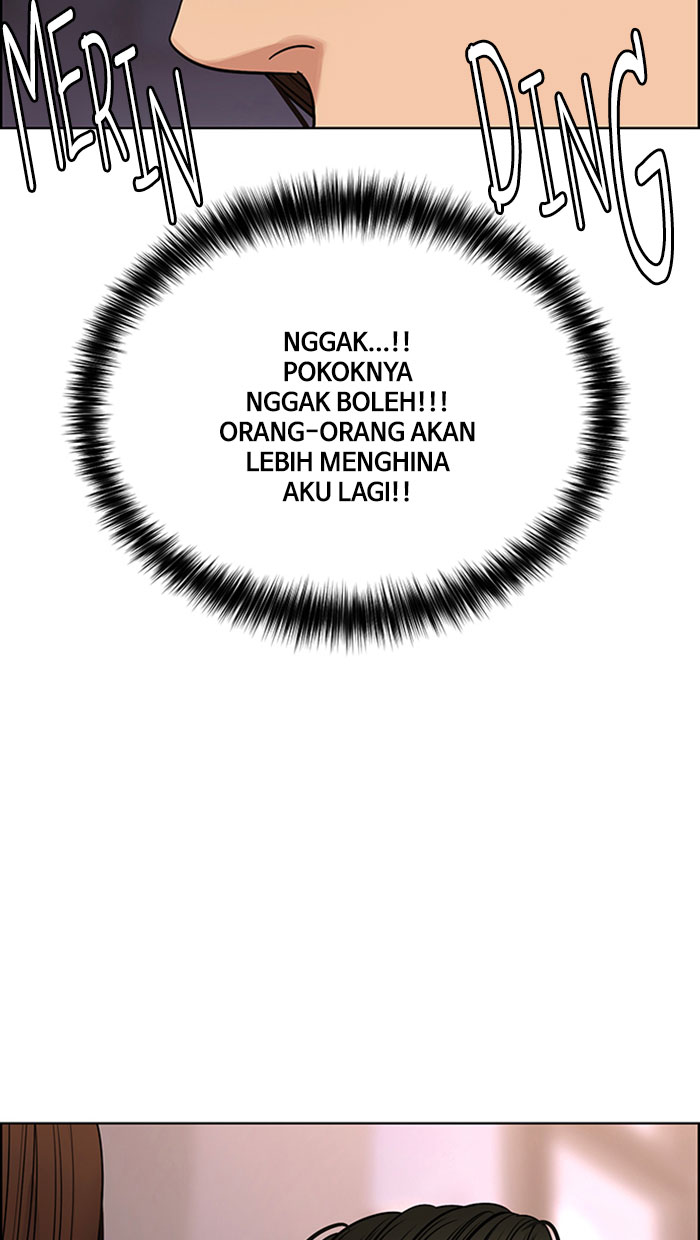 MERIN DING
NGGAK...!!
POKOKNYA
NGGAK BOLEH!!!
ORANG-ORANG AKAN
LEBIH MENGHINA
AKU LAGI!!